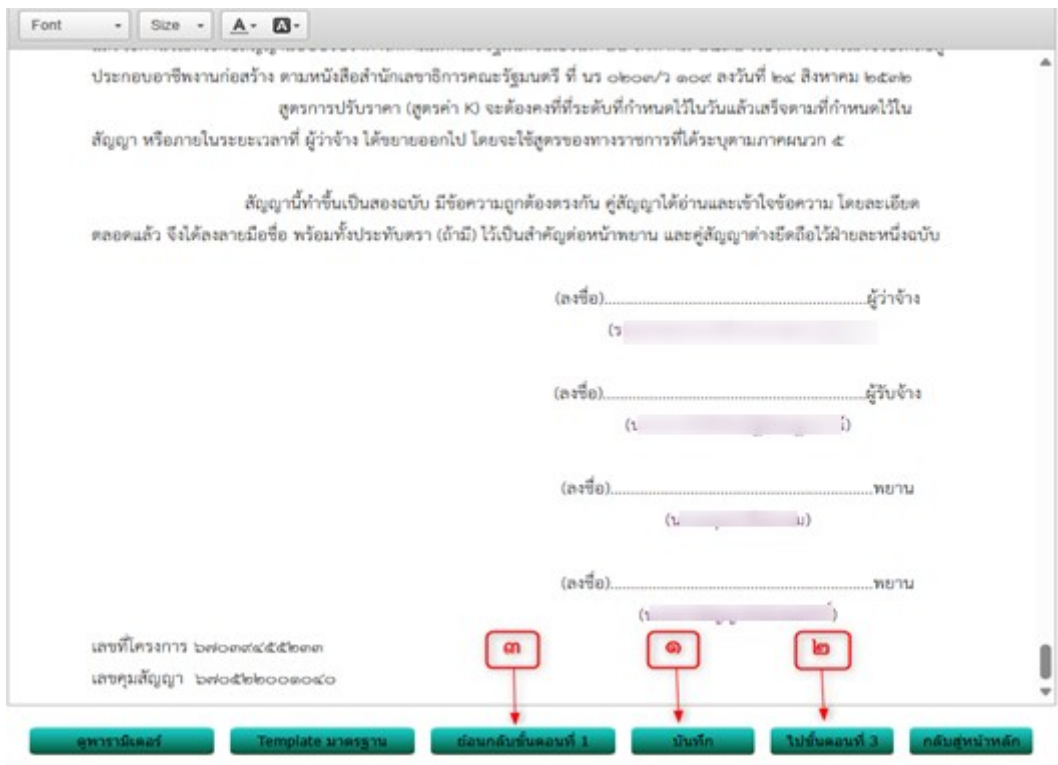 Font Size A A
ประกอบอาชีพงานก่อสร้าง ตามหนังสือสำนักเลขาธิการคณะรัฐมนตรี ที่ นร ๐๒๐๓/ว ๑๐๙ ลงวันที่ ๒๔ สิงหาคม ๒๕๓๒
สูตรการปรับราคา (สูตรค่า K) จะต้องคงที่ที่ระดับที่กำหนดไว้ในวันแล้วเสร็จตามที่กำหนดไว้ใน
สัญญา หรือภายในระยะเวลาที่ ผู้ว่าจ้าง ได้ขยายออกไป โดยจะใช้สูตรของทางราชการที่ได้ระบุตามภาคผนวก ๕
สัญญานี้ทำขึ้นเป็นสองฉบับ มีข้อความถูกต้องตรงกัน คู่สัญญาได้อ่านและเข้าใจข้อความ โดยละเอียด
ตลอดแล้ว จึงได้ลงลายมือชื่อ พร้อมทั้งประทับตรา (ถ้ามี) ไว้เป็นสำคัญต่อหน้าพยาน และคู่สัญญาต่างยึดถือไว้ฝ่ายละหนึ่งฉบับ
(ลงชื่อ)..................................................................ผู้ว่าจ้าง
(ลงชื่อ)..................................................................ผู้รับจ้าง
(ลงชื่อ)..................................................................พยาน
(ลงชื่อ)..................................................................พยาน
เลขที่โครงการ ๖๗๐๓๙๔๕๕๒๓๓
เลขคุมสัญญา ๖๗๐๕๒๒๐๐๑๐๔๐
๓ ๑ ๒
ดูพารามิเตอร์ Template มาตรฐาน ย้อนกลับขั้นตอนที่ 1 บันทึก ไปขั้นตอนที่ 3 กลับสู่หน้าหลัก